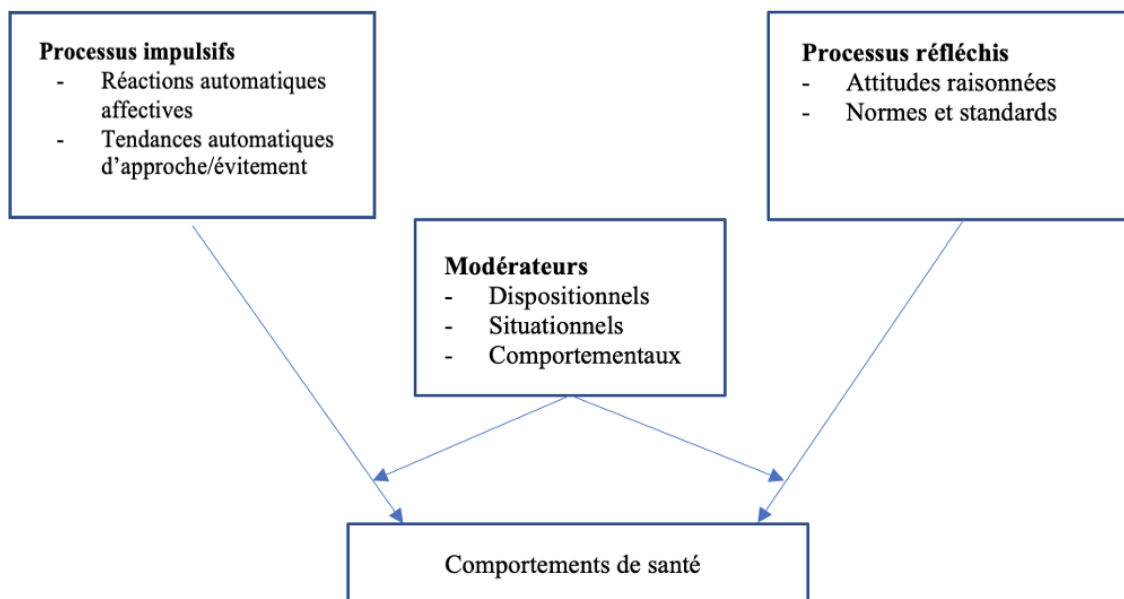 Processus impulsifs
- Réactions automatiques
affectives
- Tendances automatiques
d’approche/évitement
Processus réfléchis
- Attitudes raisonnées
- Normes et standards
Modérateurs
- Dispositionnels
- Situationnels
- Comportementaux
Comportements de santé